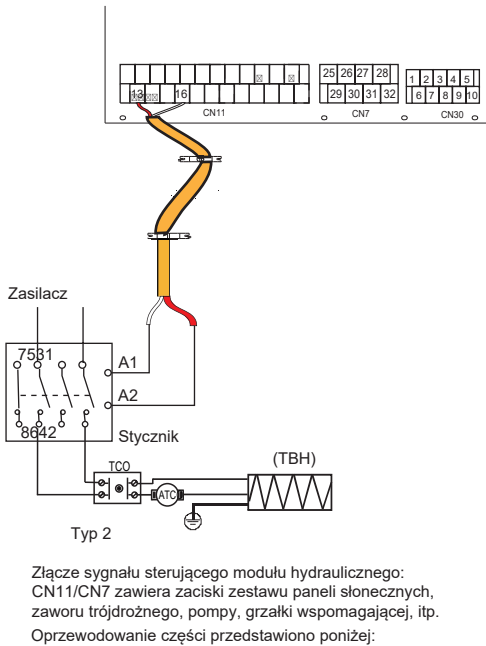 25 26 27 28
1 2 3 4 5
13 16
29 30 31 32
6 7 8 9 10
CN11
CN7
CN30
Zasilacz
7531
A1
A2
8642
Stycznik
TCO
(TBH)
ATC
Typ 2
Złącze sygnału sterującego modułu hydraulicznego:
CN11/CN7 zawiera zaciski zestawu paneli słonecznych,
zaworu trójdrożnego, pompy, grzałki wspomagającej, itp.
Oprzewodowanie części przedstawiono poniżej: